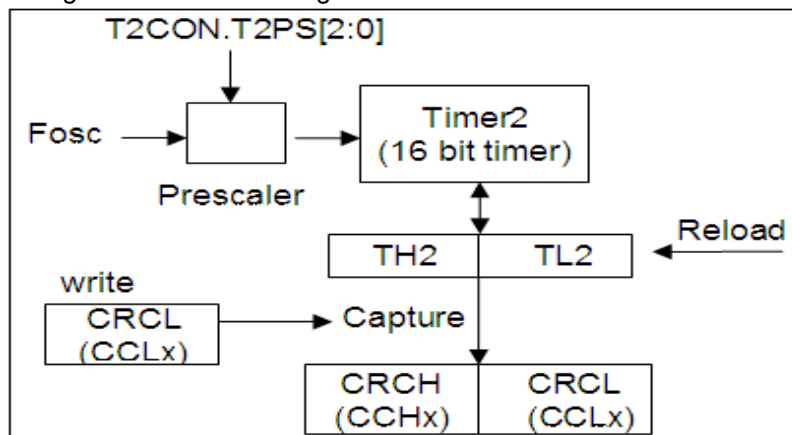 T2CON.T2PS[2:0]
Fosc
Prescaler
Timer2
(16 bit timer)
TH2
TL2
Reload
write
CRCL
(CCLx)
Capture
CRCH
(CCHx)
CRCL
(CCLx)